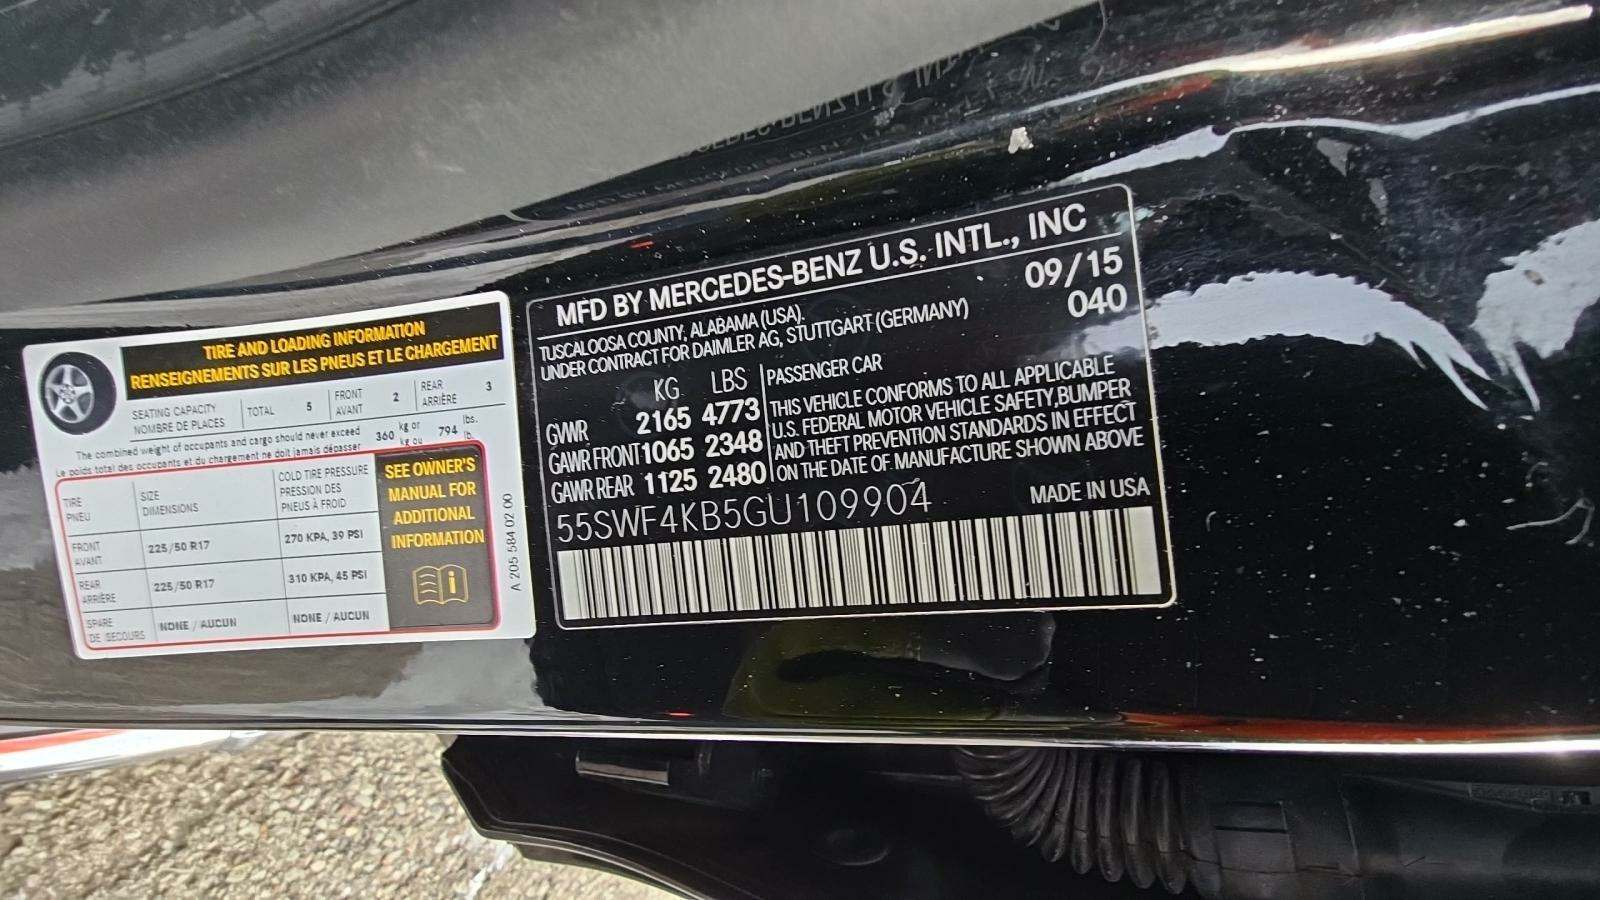 TIRE AND LOADING INFORMATION
RENSEIGNEMENTS SUR LES PNEUS ET LE CHARGEMENT
SEATING CAPACITY
NOMBRE DE PLACES
TOTAL 5
FRONT
AVANT
2
REAR
ARRIÈRE
3
The combined weight of occupants and cargo should never exceed
Le poids total des occupants et du chargement ne doit jamais dépasser
360 kg or
kg ou
794 lbs.
lb.
TIRE
PNEU
SIZE
DIMENSIONS
COLD TIRE PRESSURE
PRESSION DES
PNEUS À FROID
FRONT
AVANT
225/50 R17
270 KPA, 39 PSI
REAR
ARRIÈRE
225/50 R17
310 KPA, 45 PSI
SPARE
DE SECOURS
NONE / AUCUN
NONE / AUCUN
SEE OWNER'S
MANUAL FOR
ADDITIONAL
INFORMATION
A 205 584 02 00
MFD BY MERCEDES-BENZ U.S. INTL., INC
TUSCALOOSA COUNTY, ALABAMA (USA).
UNDER CONTRACT FOR DAIMLER AG, STUTTGART (GERMANY)
09/15
040
KG LBS
GVWR 2165 4773
GAWR FRONT 1065 2348
GAWR REAR 1125 2480
PASSENGER CAR
THIS VEHICLE CONFORMS TO ALL APPLICABLE
U.S. FEDERAL MOTOR VEHICLE SAFETY,BUMPER
AND THEFT PREVENTION STANDARDS IN EFFECT
ON THE DATE OF MANUFACTURE SHOWN ABOVE
55SWF4KB5GU109904
MADE IN USA